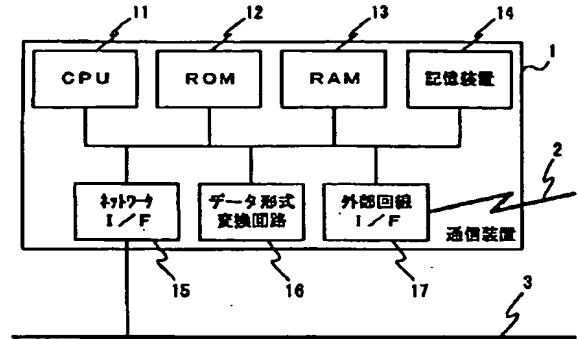 11 12 13 14
1
CPU ROM RAM 記憶装置
2
ネットワーク データ形式 外部回線
I/F 変換回路 I/F
通信装置
15 16 17
3